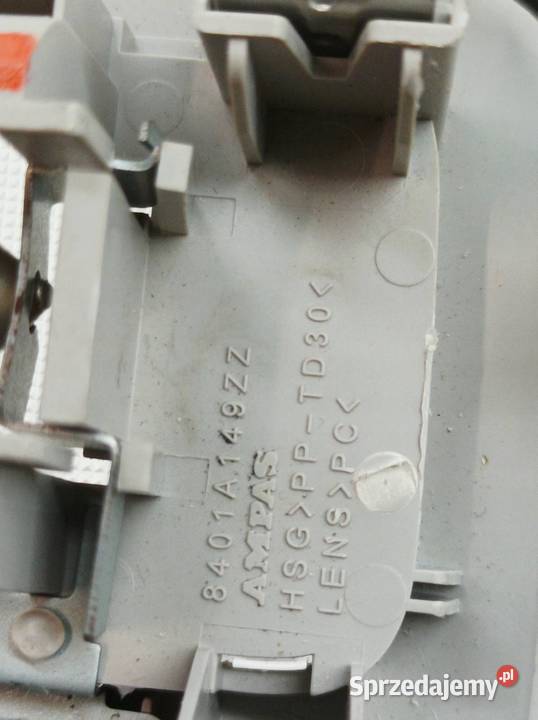 8401A149ZZ
AMPAS
HSG>PP-TD30<
LENS>PC<
Sprzedajemy.pl